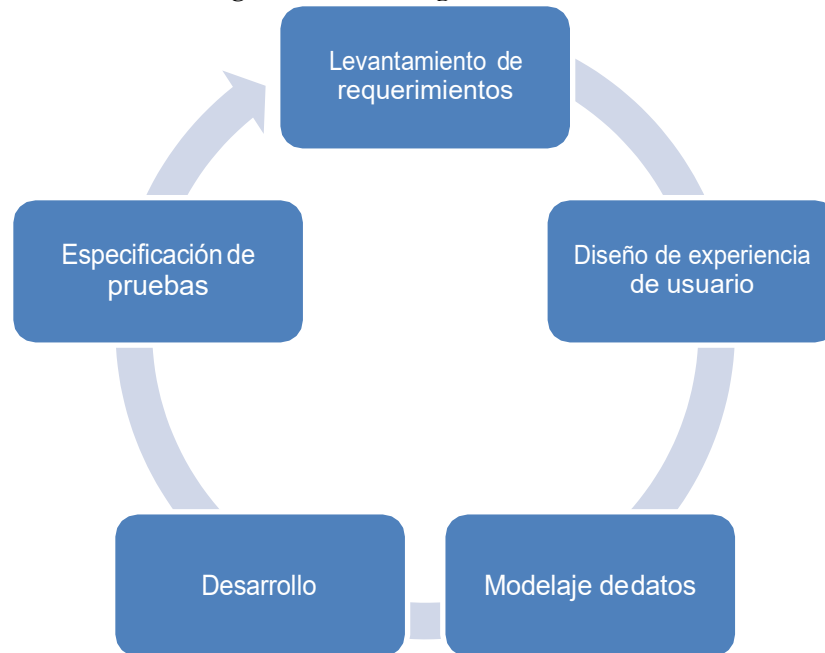 Levantamiento de
requerimientos
Diseño de experiencia
de usuario
Modelaje dedatos
Desarrollo
Especificación de
pruebas